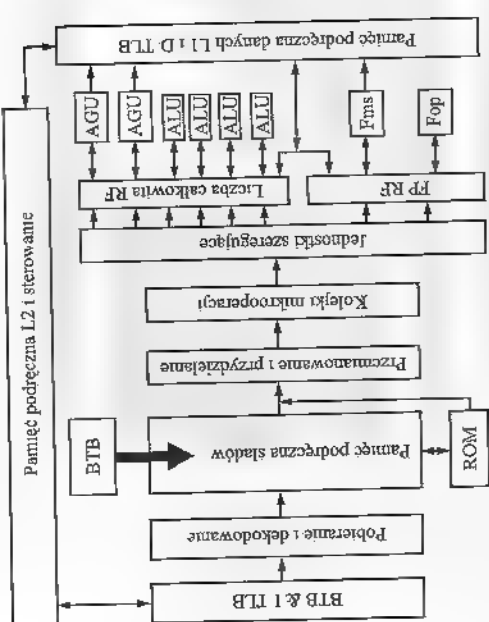 Pamięć podręczna L2 i sterowanie
BTB & I TLB
Pobieranie i dekodowanie
BTB
Pamięć podręczna śladów
ROM
Przemianowanie i przydzielanie
Kolejki mikrooperacji
Jednostki szeregujące
Liczba całkowita RF
FP RF
AGU
AGU
ALU
ALU
ALU
ALU
Fms
Fop
Pamięć podręczna danych L1 i D-TLB